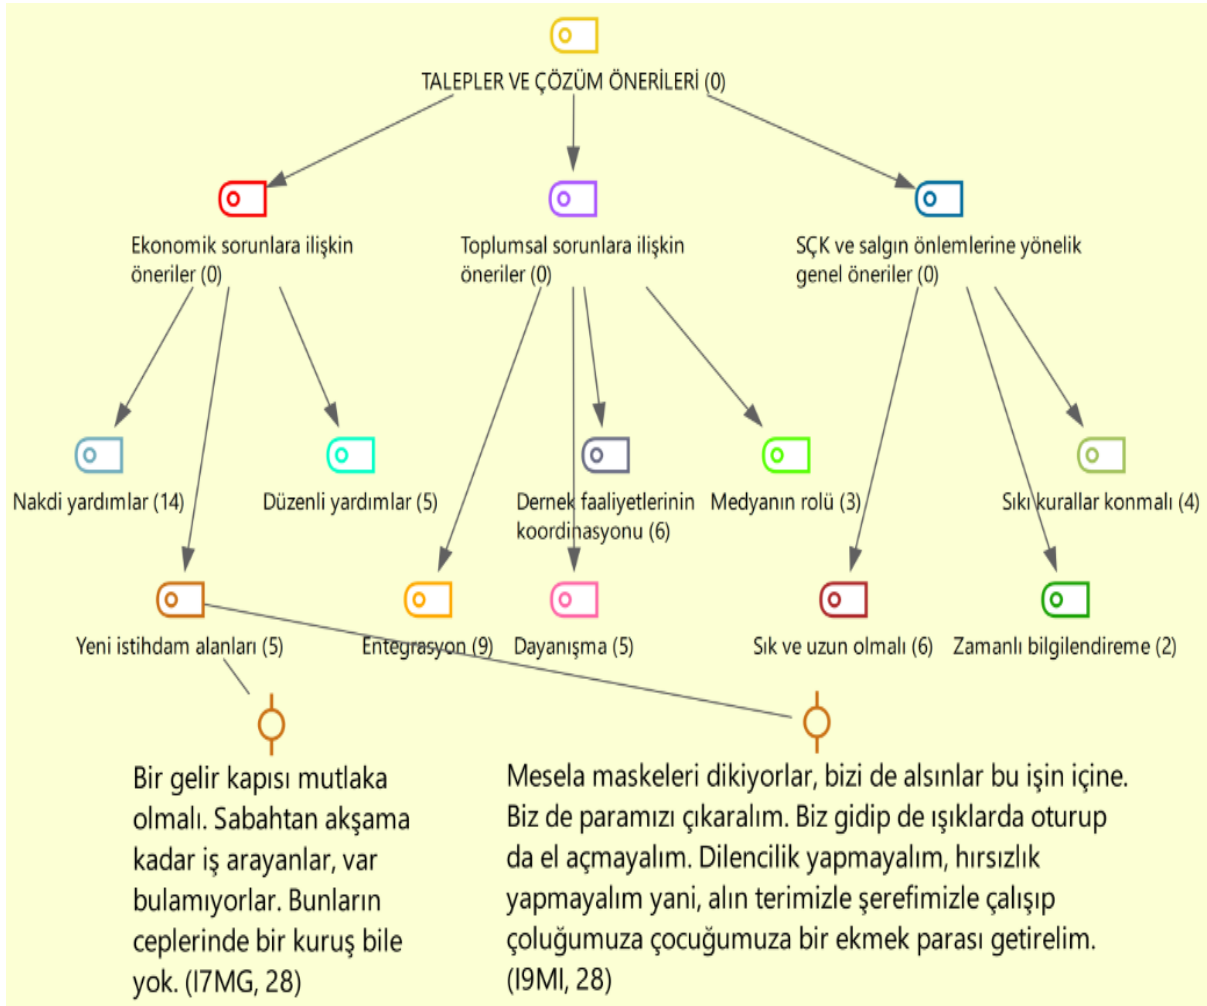 TALEPLER VE ÇÖZÜM ÖNERİLERİ (0)
Ekonomik sorunlara ilişkin
öneriler (0)
Toplumsal sorunlara ilişkin
öneriler (0)
SÇK ve salgın önlemlerine yönelik
genel öneriler (0)
Nakdi yardımlar (14)
Düzenli yardımlar (5)
Dernek faaliyetlerinin
koordinasyonu (6)
Medyanın rolü (3)
Sıkı kurallar konmalı (4)
Yeni istihdam alanları (5)
Entegrasyon (9)
Dayanışma (5)
Sık ve uzun olmalı (6)
Zamanlı bilgilendireme (2)
Bir gelir kapısı mutlaka
olmalı. Sabahtan akşama
kadar iş arayanlar, var
bulamıyorlar. Bunların
ceplerinde bir kuruş bile
yok. (I7MG, 28)
Mesela maskeleri dikiyorlar, bizi de alsınlar bu işin içine.
Biz de paramızı çıkaralım. Biz gidip de ışıklarda oturup
da el açmayalım. Dilencilik yapmayalım, hırsızlık
yapmayalım yani, alın terimizle şerefimizle çalışıp
çoluğumuza çocuğumuza bir ekmek parası getirelim.
(I9MI, 28)